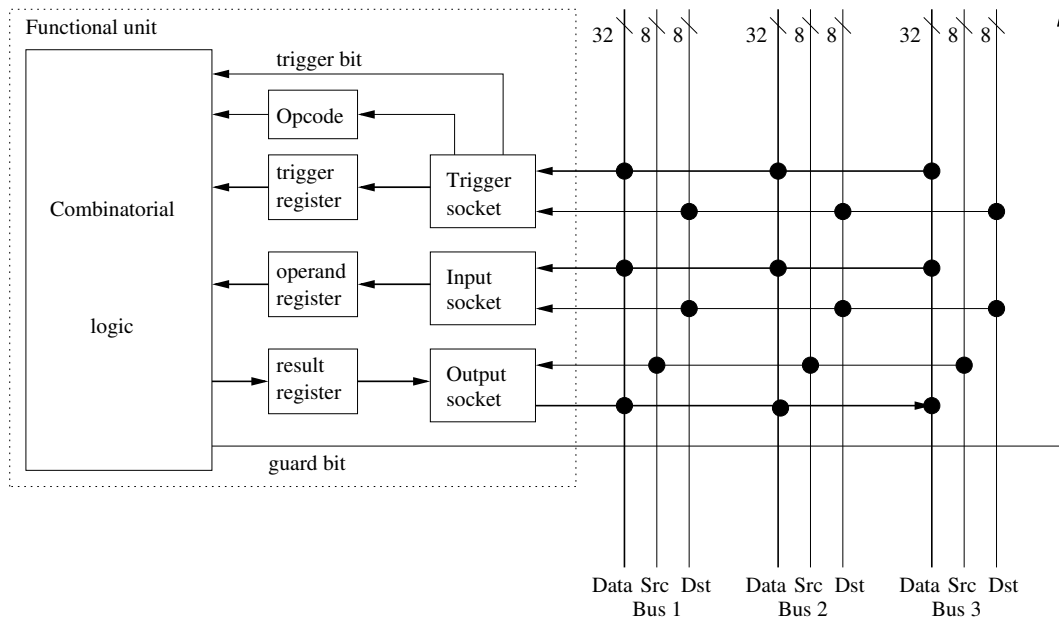 Functional unit
32
8
8
32
8
8
32
8
8
trigger bit
Opcode
trigger
register
Trigger
socket
Combinatorial
logic
operand
register
Input
socket
result
register
Output
socket
guard bit
Data Src Dst
Bus 1
Data Src Dst
Bus 2
Data Src Dst
Bus 3